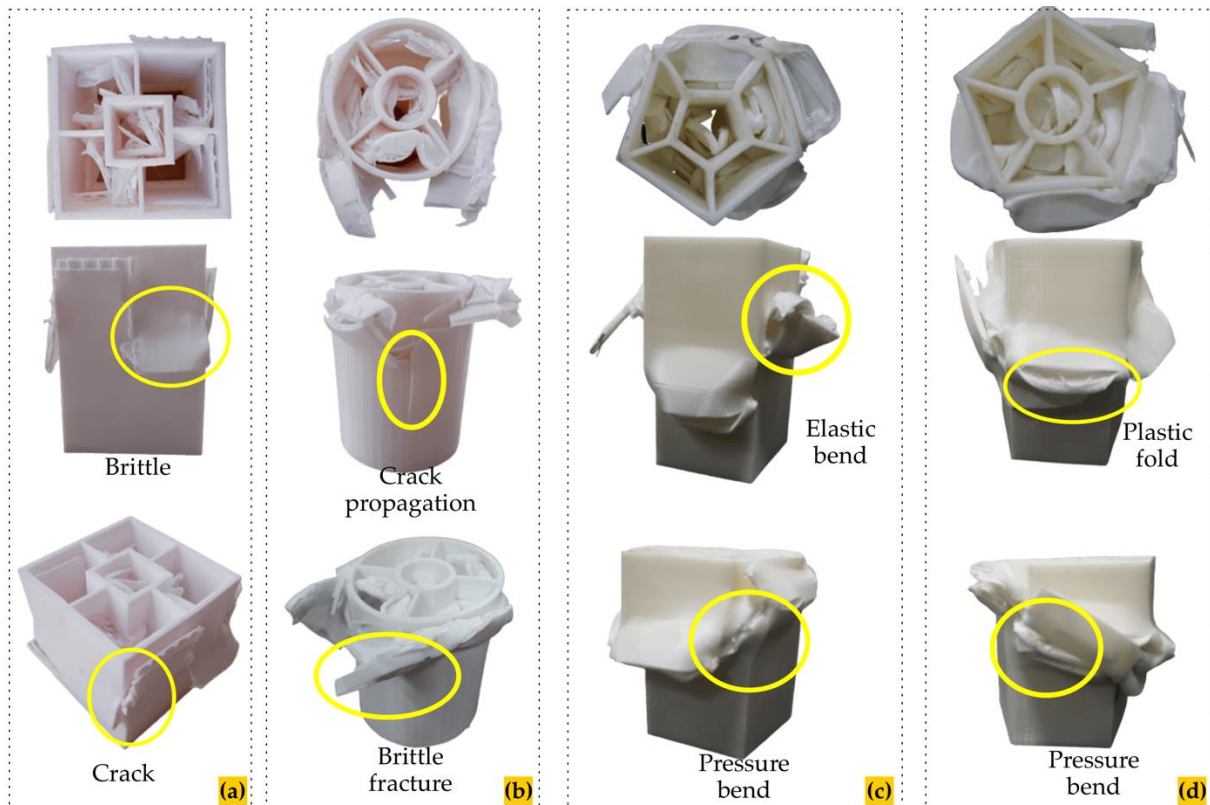 Brittle
Crack
propagation
Elastic
bend
Plastic
fold
Crack
(a)
Brittle
fracture
(b)
Pressure
bend
(c)
Pressure
bend
(d)